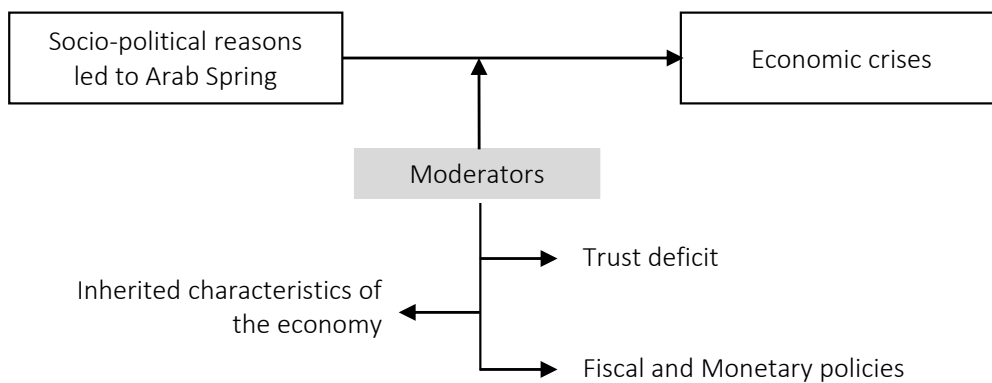 Socio-political reasons
led to Arab Spring
Economic crises
Moderators
Trust deficit
Inherited characteristics of
the economy
Fiscal and Monetary policies